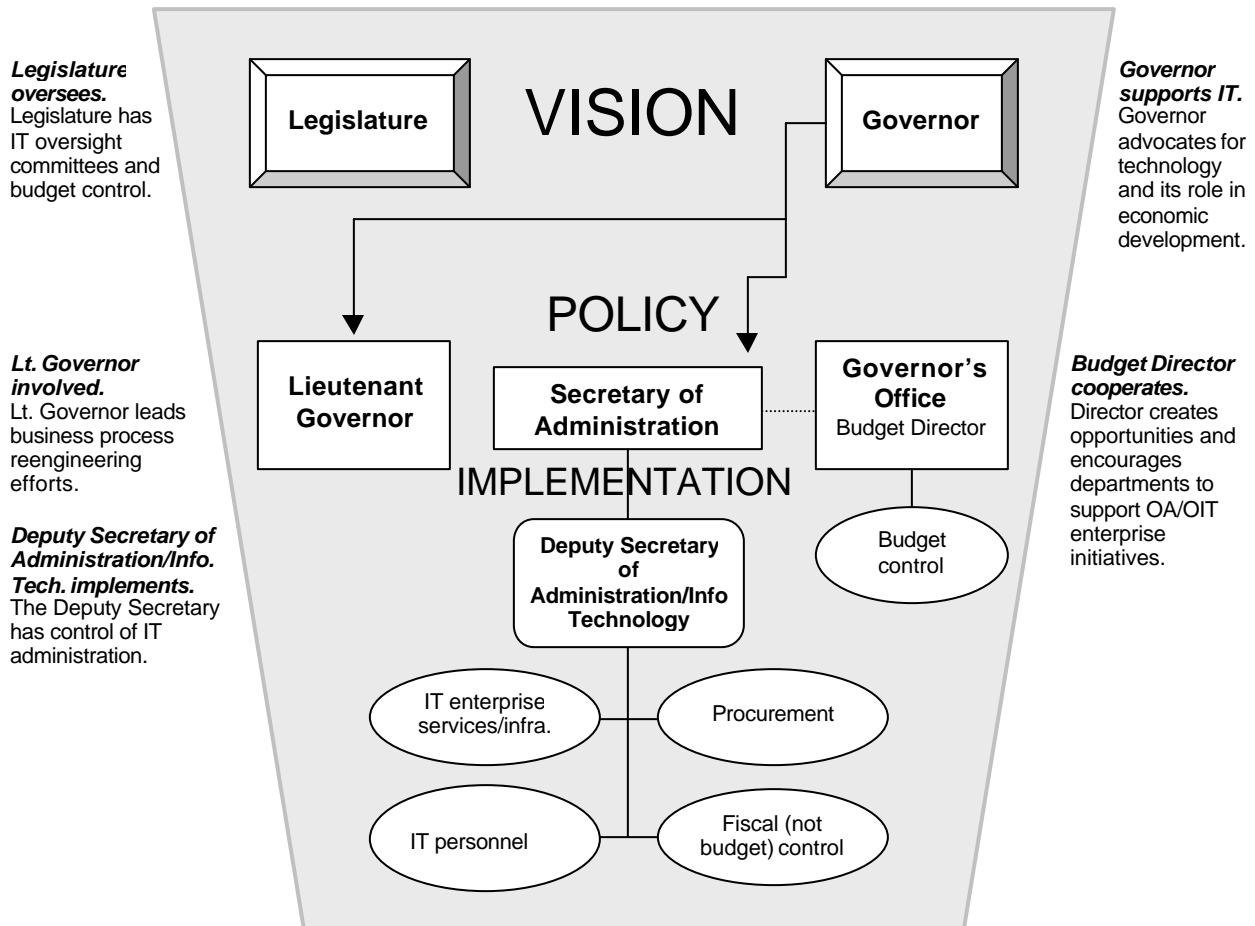 Legislature
oversees.
Legislature has
IT oversight
committees and
budget control.
Legislature
VISION
Governor
Governor
supports IT.
Governor
advocates for
technology
and its role in
economic
development.
POLICY
Lt. Governor
involved.
Lt. Governor leads
business process
reengineering
efforts.
Lieutenant
Governor
Secretary of
Administration
Governor's
Office
Budget Director
Budget Director
cooperates.
Director creates
opportunities and
encourages
departments to
support OA/OIT
enterprise
initiatives.
IMPLEMENTATION
Deputy Secretary of
Administration/Info.
Tech. implements.
The Deputy Secretary
has control of IT
administration.
Deputy Secretary
of
Administration/Info
Technology
Budget
control
IT enterprise
services/infra.
Procurement
IT personnel
Fiscal (not
budget) control